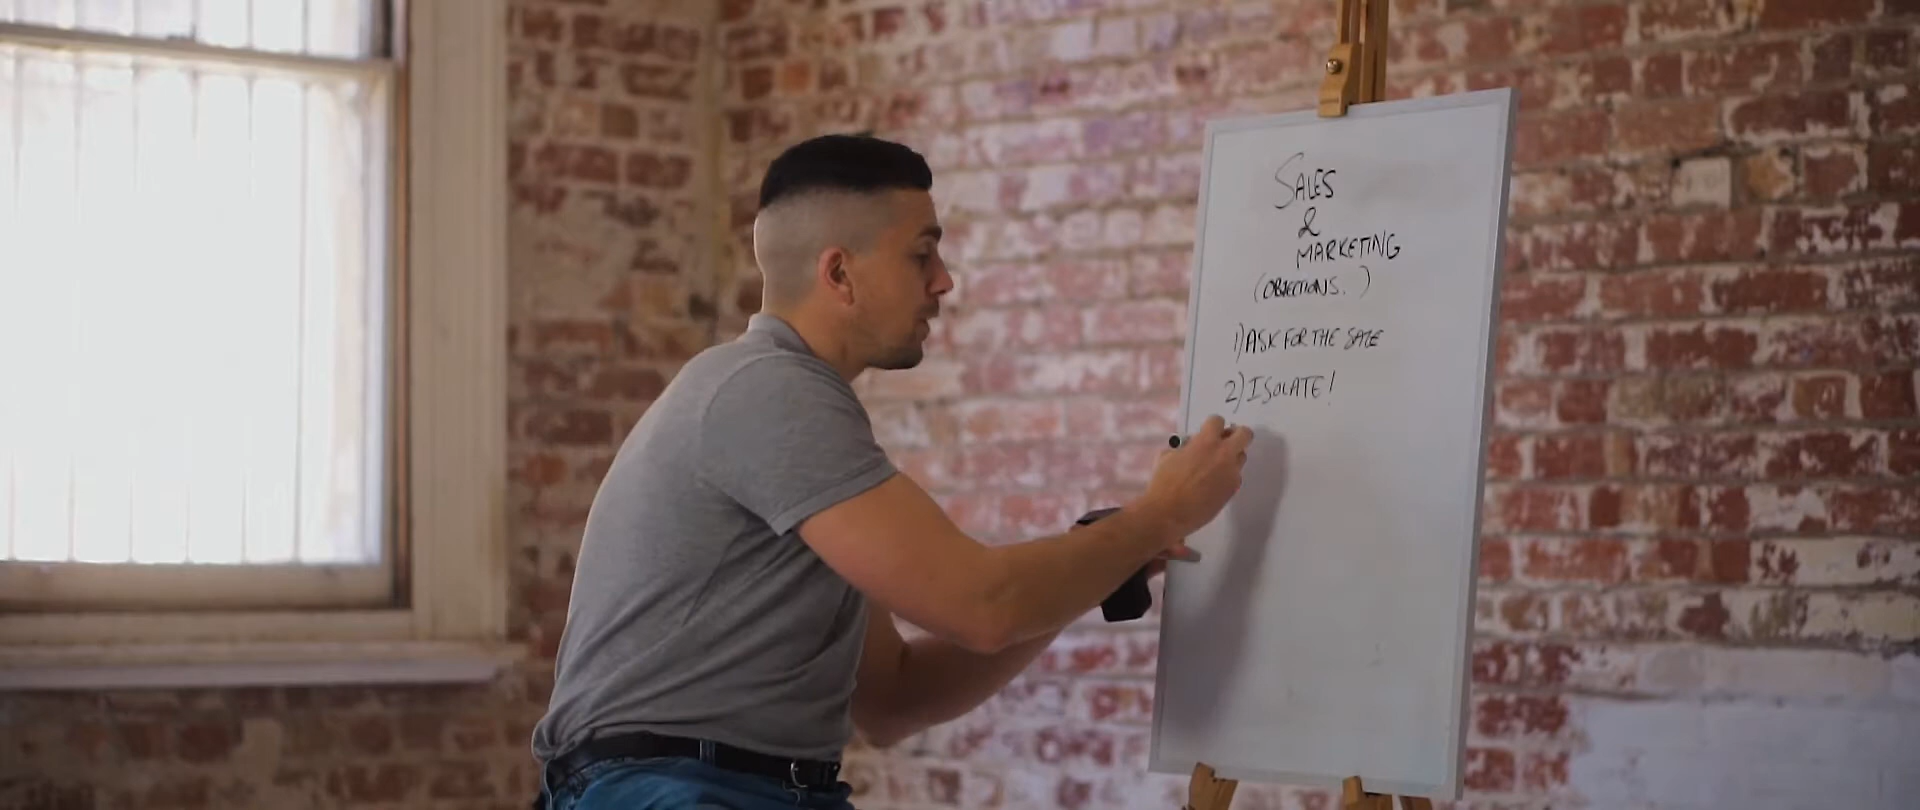 SALES
&
MARKETING
(OBJECTIONS.)
1) ASK FOR THE SALE
2) ISOLATE!